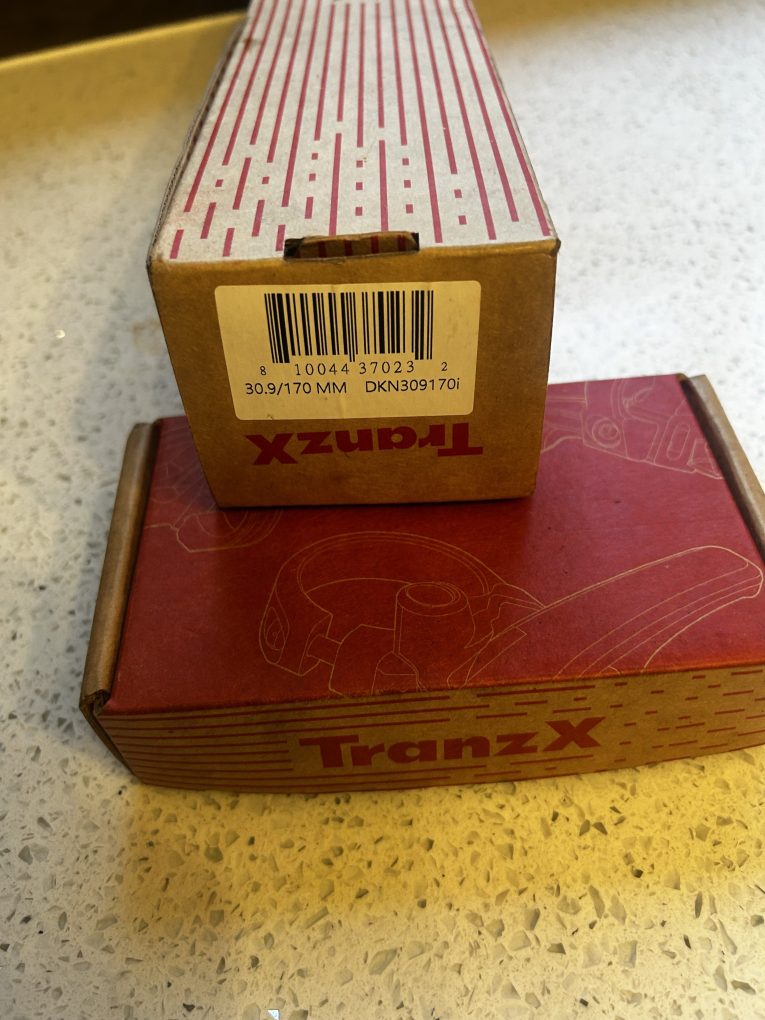 8 10044 37023 2
30.9/170 MM DKN309170i
TranzX
TranzX